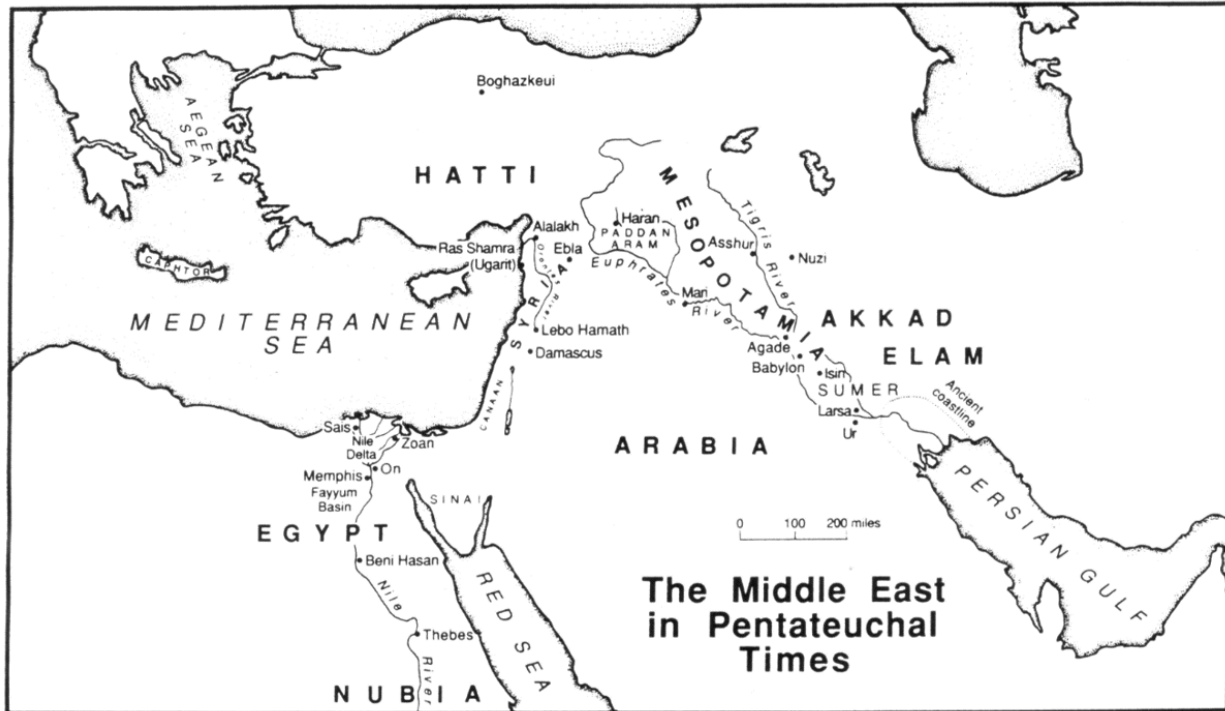 Boghazkeui
AEGEAN
SEA
HATTI
MESOPOTAMIA
Haran
PADDAN
ARAM
Tigris River
Alalakh
Ras Shamra
(Ugarit)
Ebla
Orontes River
SYRIA
Asshur
Nuzi
CAPHTOR
Euphrates
River
Mari
MEDITERRANEAN
SEA
Lebo Hamath
Damascus
AKKAD
Agade
ELAM
Babylon
Isin
SUMER
CANAAN
Larsa
Ancient
coastline
Ur
Sais
Nile
Delta
Zoan
ARABIA
On
Memphis
Fayyum
Basin
SINAI
PERSIAN GULF
0 100 200 miles
EGYPT
Beni Hasan
Nile
RED SEA
The Middle East
in Pentateuchal
Times
Thebes
River
NUBIA